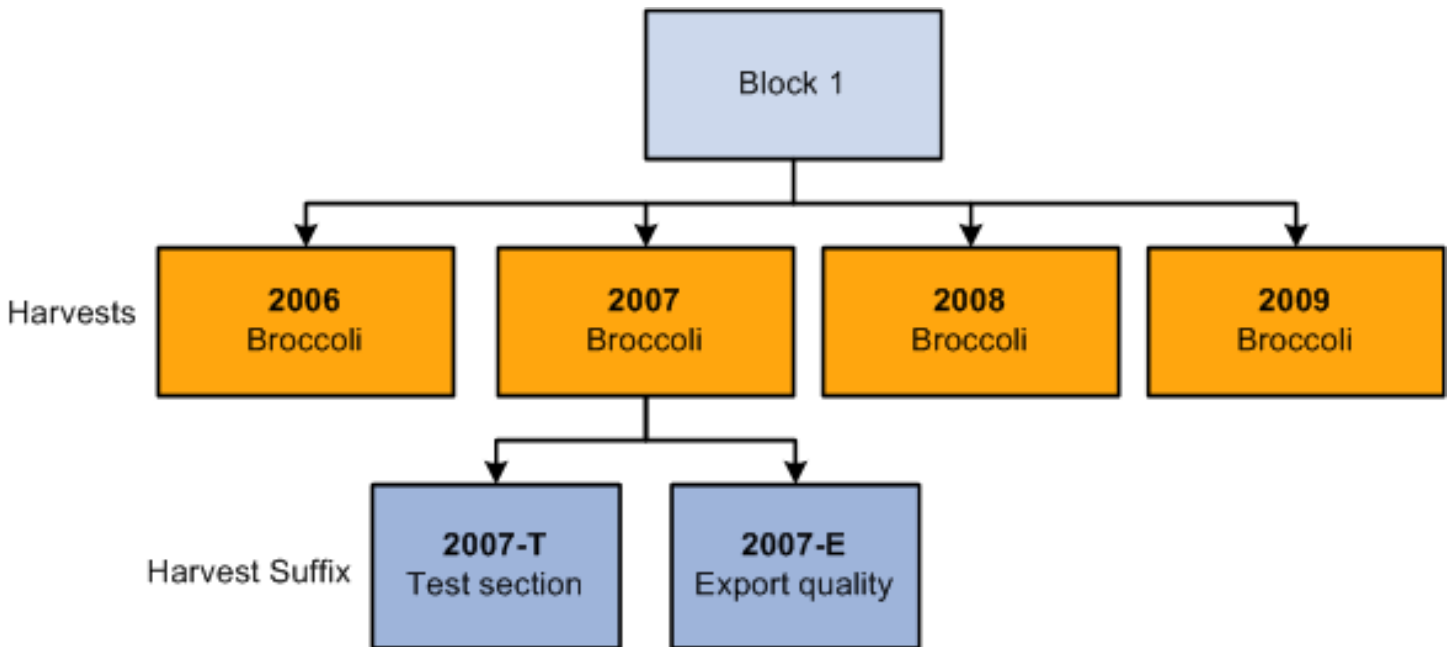 Block 1
Harvests
2006
Broccoli
2007
Broccoli
2008
Broccoli
2009
Broccoli
Harvest Suffix
2007-T
Test section
2007-E
Export quality